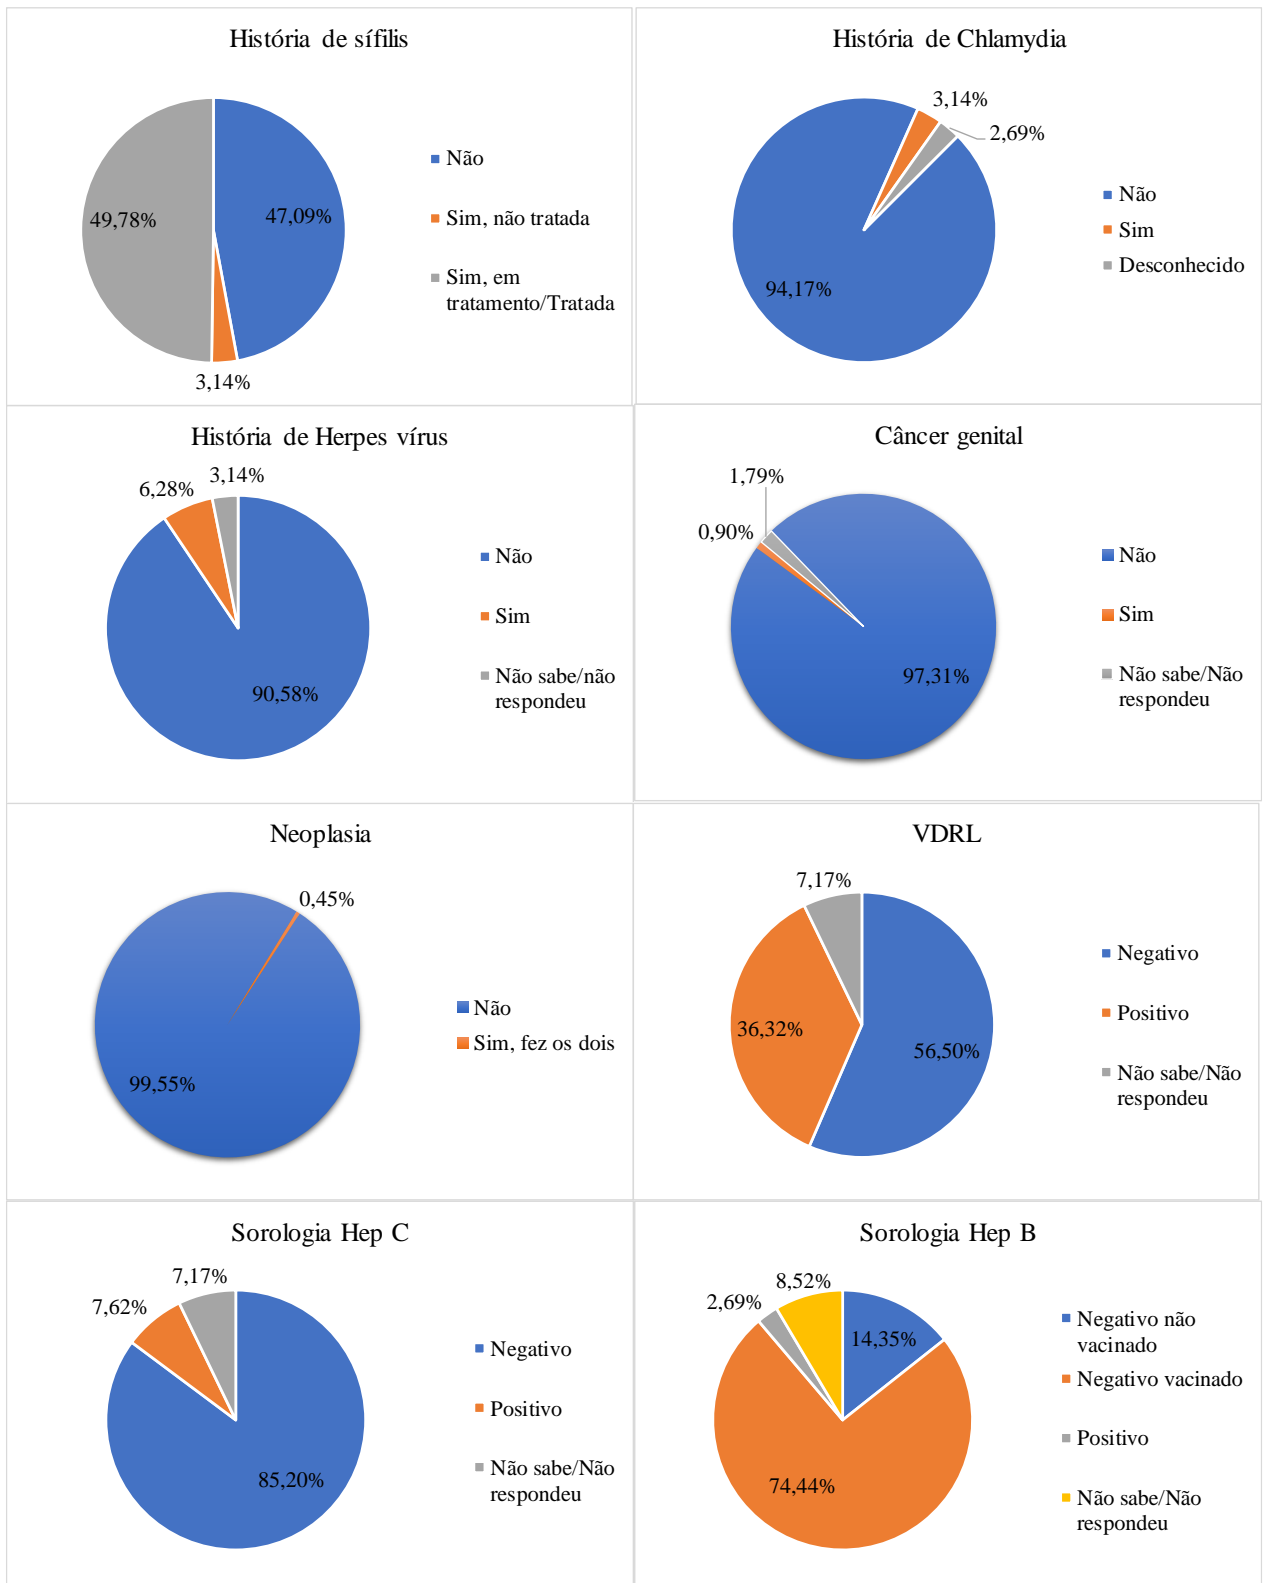 História de sífilis
49,78%
47,09%
3,14%
Não
Sim, não tratada
Sim, em
tratamento/Tratada
História de Chlamydia
3,14%
2,69%
94,17%
Não
Sim
Desconhecido
História de Herpes vírus
6,28%
3,14%
90,58%
Não
Sim
Não sabe/não
respondeu
Câncer genital
1,79%
0,90%
97,31%
Não
Sim
Não sabe/Não
respondeu
Neoplasia
0,45%
99,55%
Não
Sim, fez os dois
VDRL
7,17%
36,32%
56,50%
Negativo
Positivo
Não sabe/Não
respondeu
Sorologia Hep C
7,17%
7,62%
85,20%
Negativo
Positivo
Não sabe/Não
respondeu
Sorologia Hep B
8,52%
2,69%
14,35%
74,44%
Negativo não
vacinado
Negativo vacinado
Positivo
Não sabe/Não
respondeu